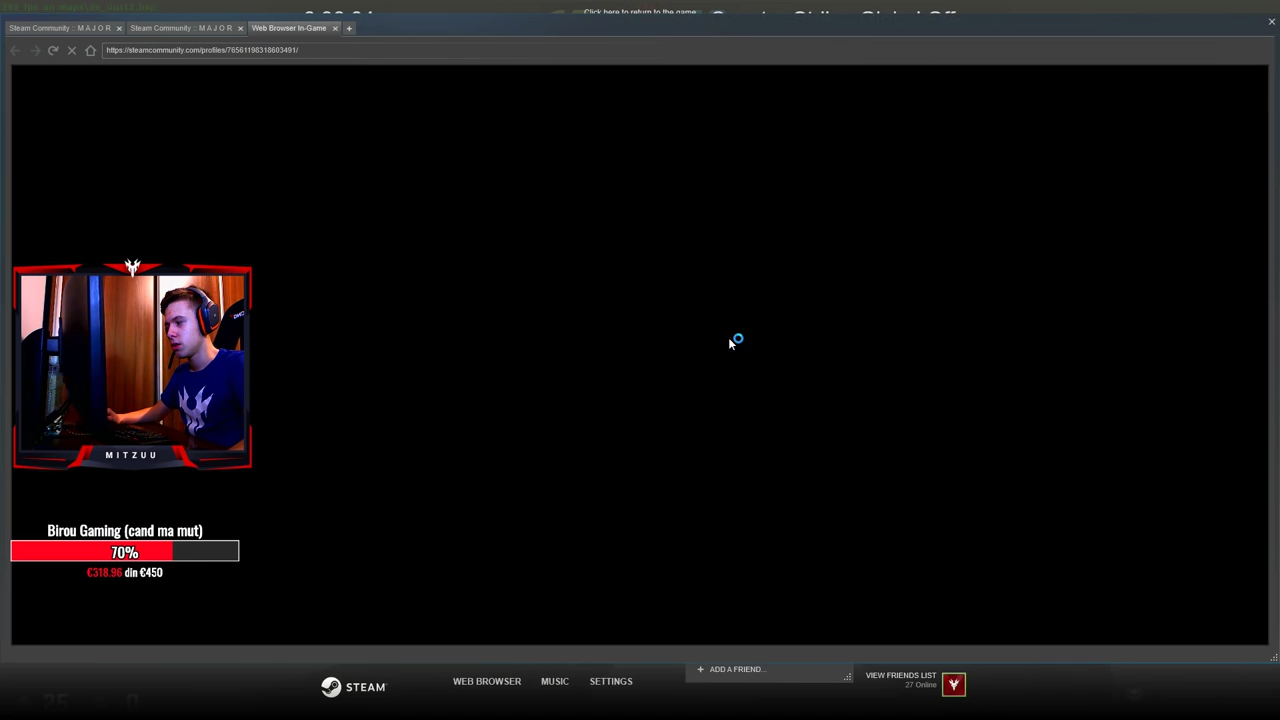 Click here to return to the game
Steam Community :: M A J O R
Steam Community :: M A J O R
Web Browser In-Game
https://steamcommunity.com/profiles/76561198318603491/
MITZUU
Birou Gaming (cand ma mut)
70%
€318.96 din €450
+ ADD A FRIEND...
STEAM
WEB BROWSER
MUSIC
SETTINGS
VIEW FRIENDS LIST
27 Online